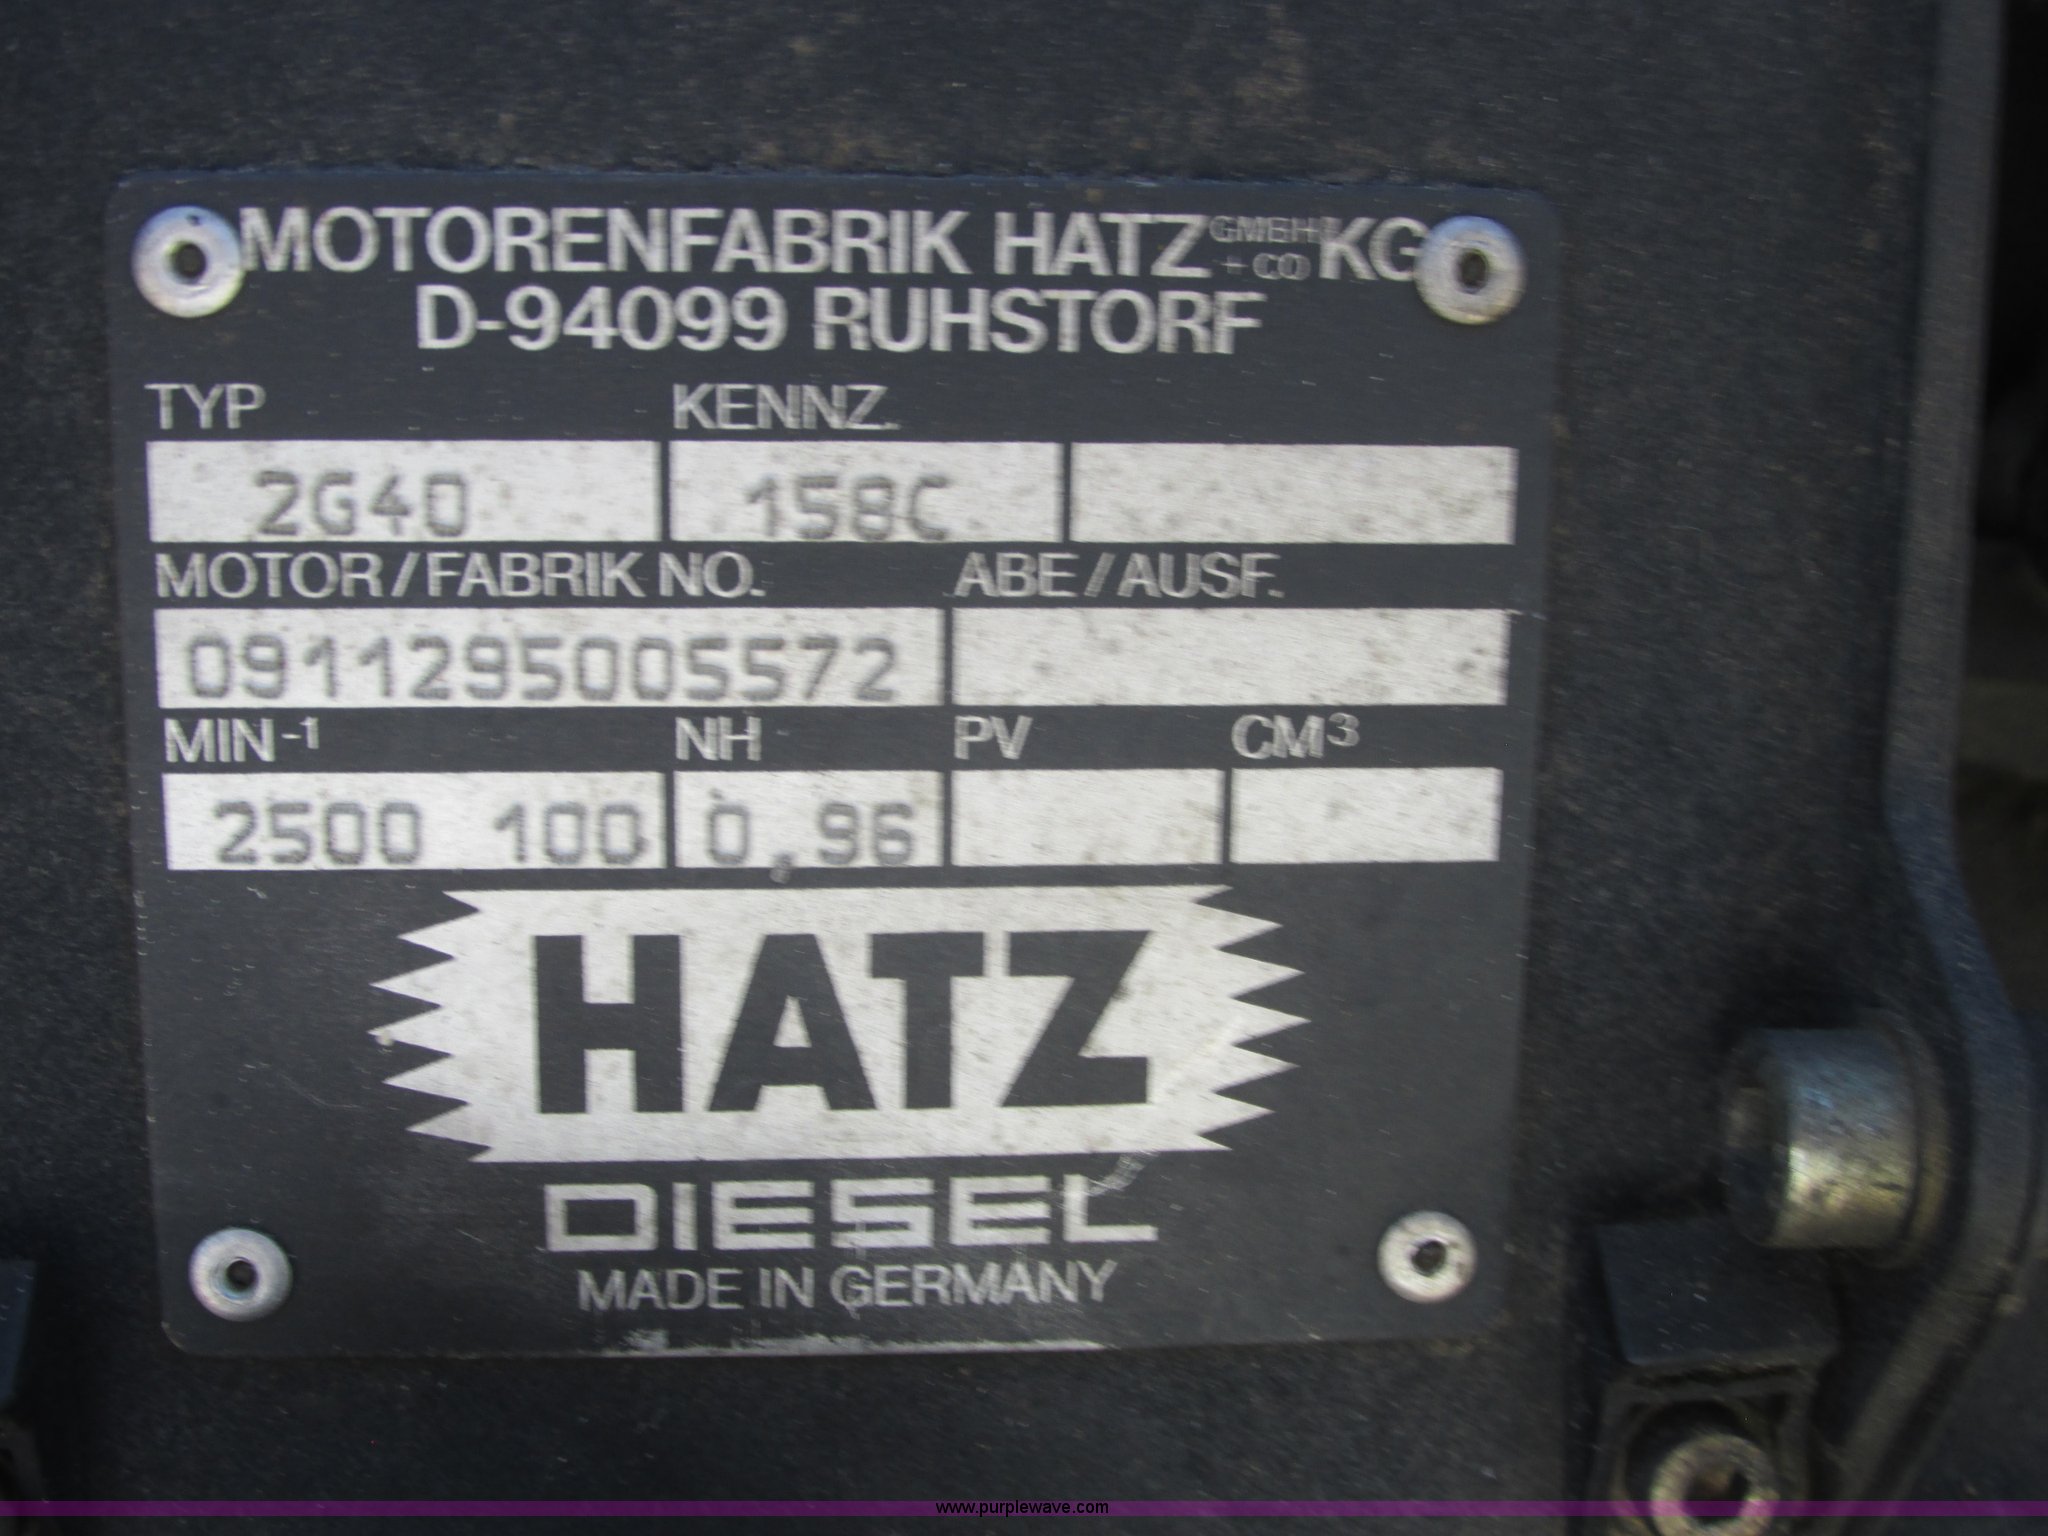 MOTORENFABRIK HATZ GMBH + CO KG
D-94099 RUHSTORF
TYP KENNZ.
2G40 158C
MOTOR/FABRIK NO. ABE/AUSF.
0911295005572
MIN-1 NH PV CM3
2500 100 0,96
HATZ
DIESEL
MADE IN GERMANY
www.purplewave.com